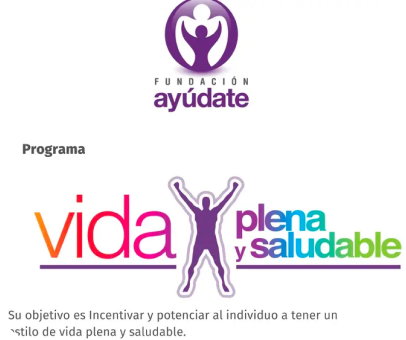 FUNDACIÓN
ayúdate
Programa
vida plena
y saludable
Su objetivo es Incentivar y potenciar al individuo a tener un
estilo de vida plena y saludable.